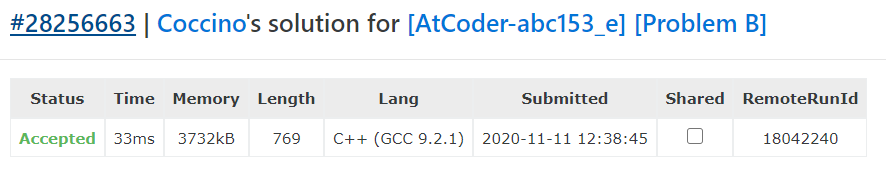 #28256663 | Coccino's solution for [AtCoder-abc153_e] [Problem B]
Status Time Memory Length Lang Submitted Shared RemoteRunId
Accepted 33ms 3732kB 769 C++ (GCC 9.2.1) 2020-11-11 12:38:45 18042240